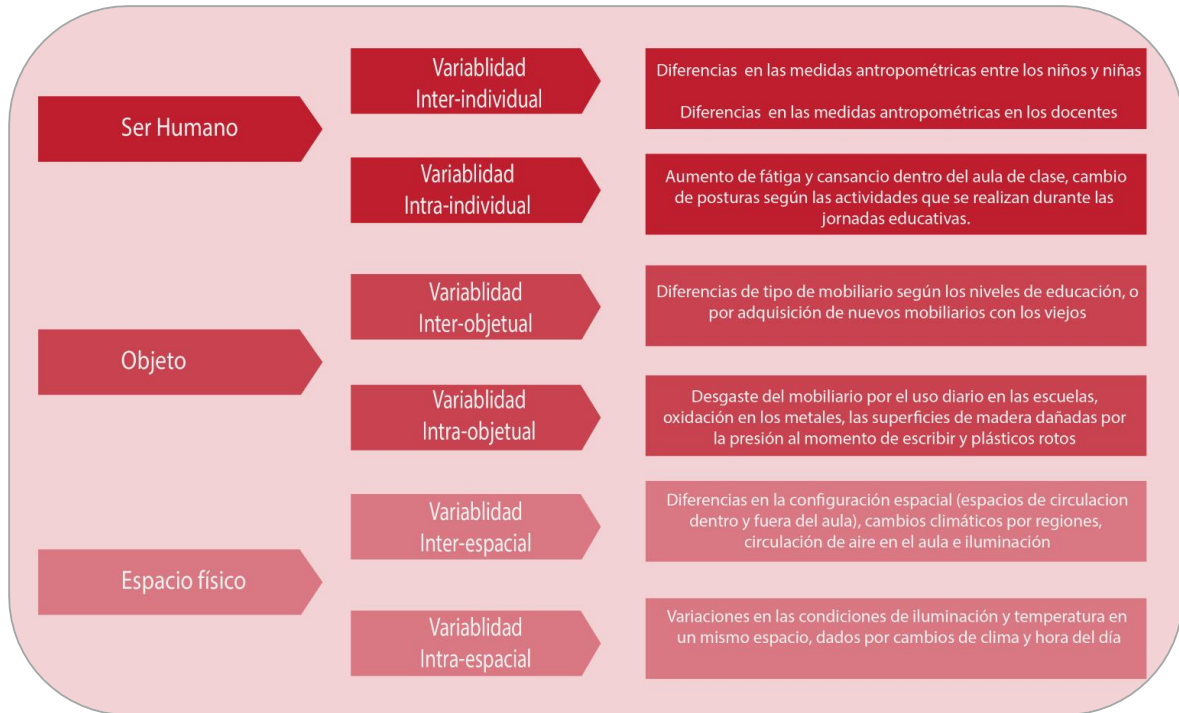 Ser Humano
Variablidad
Inter-individual
Diferencias en las medidas antropométricas entre los niños y niñas
Diferencias en las medidas antropométricas en los docentes
Variablidad
Intra-individual
Aumento de fátiga y cansancio dentro del aula de clase, cambio
de posturas según las actividades que se realizan durante las
jornadas educativas.
Objeto
Variablidad
Inter-objetual
Diferencias de tipo de mobiliario según los niveles de educación, o
por adquisición de nuevos mobiliarios con los viejos
Variablidad
Intra-objetual
Desgaste del mobiliario por el uso diario en las escuelas,
oxidación en los metales, las superficies de madera dañadas por
la presión al momento de escribir y plásticos rotos
Espacio físico
Variablidad
Inter-espacial
Diferencias en la configuración espacial (espacios de circulacion
dentro y fuera del aula), cambios climáticos por regiones,
circulación de aire en el aula e iluminación
Variablidad
Intra-espacial
Variaciones en las condiciones de iluminación y temperatura en
un mismo espacio, dados por cambios de clima y hora del día